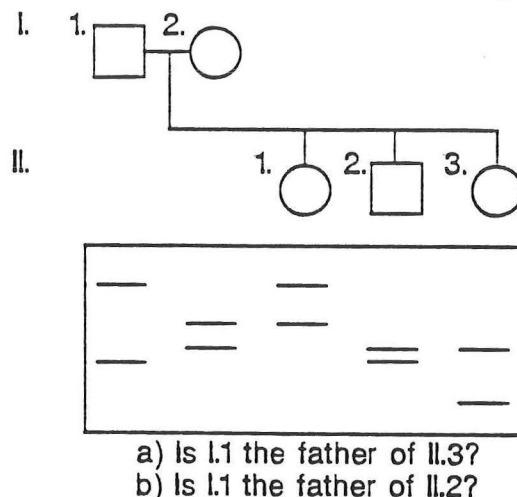 I. 1. 2.
II. 1. 2. 3.
a) Is I.1 the father of II.3?
b) Is I.1 the father of II.2?